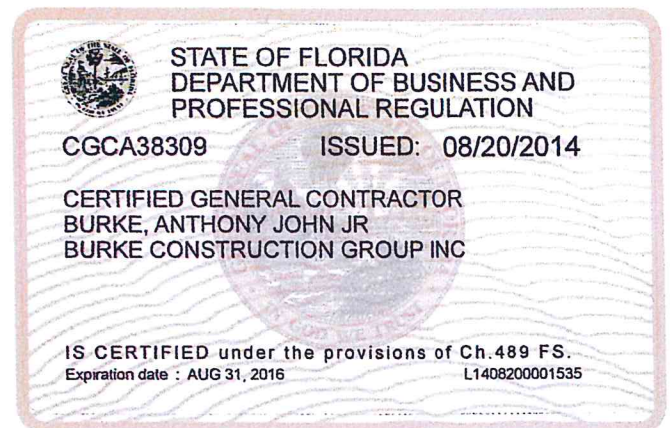 STATE OF FLORIDA
DEPARTMENT OF BUSINESS AND
PROFESSIONAL REGULATION
CGCA38309 ISSUED: 08/20/2014
CERTIFIED GENERAL CONTRACTOR
BURKE, ANTHONY JOHN JR
BURKE CONSTRUCTION GROUP INC
IS CERTIFIED under the provisions of Ch.489 FS.
Expiration date : AUG 31, 2016 L1408200001535